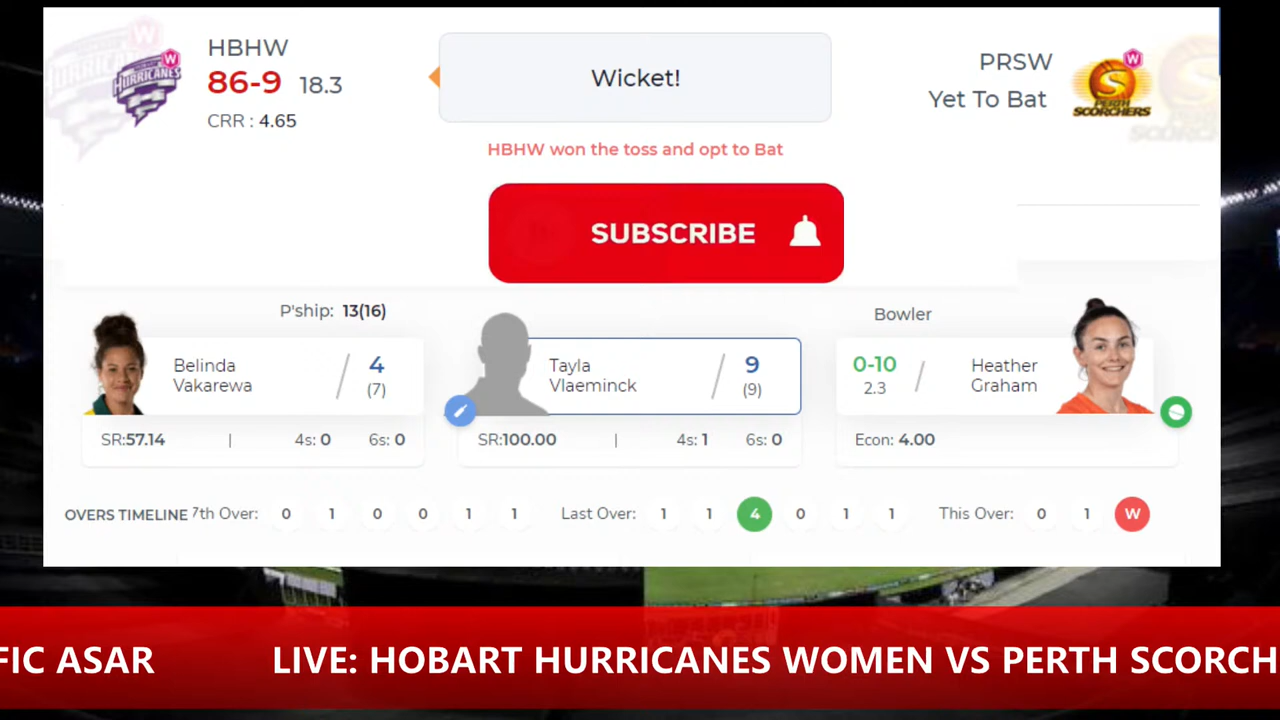 HBHW
86-9 18.3
CRR : 4.65
HURRICANES
W
Wicket!
HBHW won the toss and opt to Bat
PRSW
Yet To Bat
W
PERTH
SCORCHERS
SUBSCRIBE
P'ship: 13(16)
Bowler
Belinda
Vakarewa
4
(7)
Tayla
Vlaeminck
9
(9)
0-10
2.3
Heather
Graham
SR:57.14 | 4s: 0 6s: 0
SR:100.00 | 4s: 1 6s: 0
Econ: 4.00
OVERS TIMELINE 7th Over: 0 1 0 0 1 1 Last Over: 1 1 4 0 1 1 This Over: 0 1 W
FIC ASAR LIVE: HOBART HURRICANES WOMEN VS PERTH SCORCH